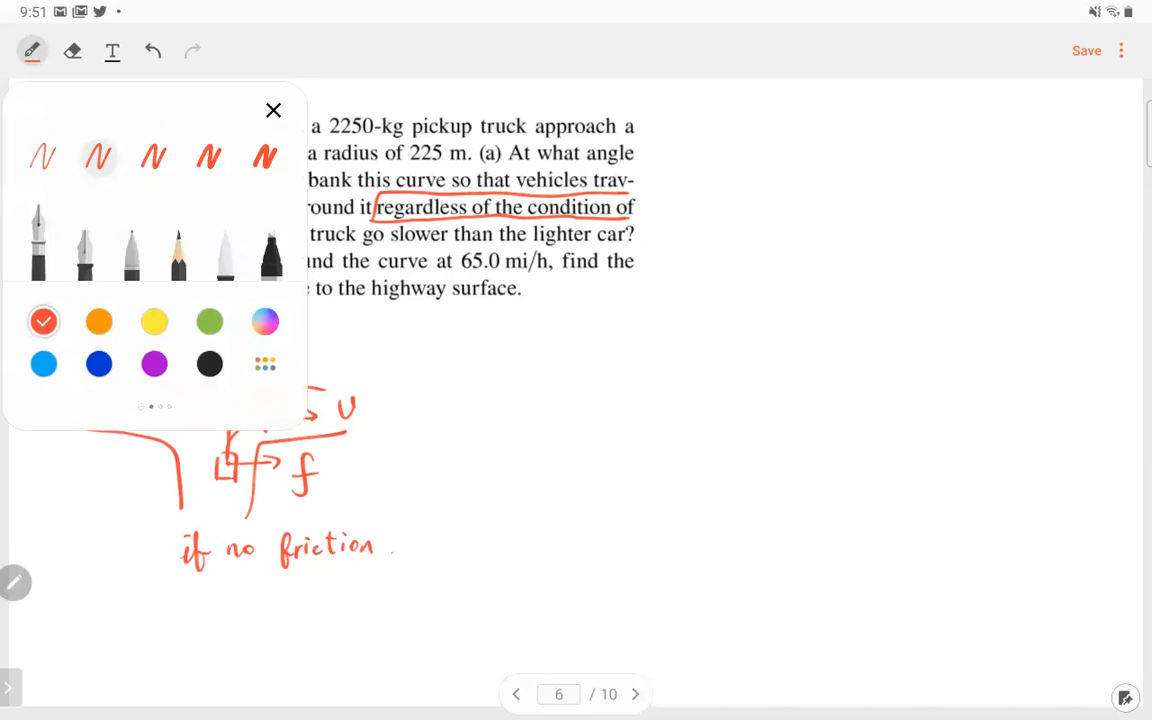 9:51
T
Save
a 2250-kg pickup truck approach a
a radius of 225 m. (a) At what angle
bank this curve so that vehicles trav-
ound it regardless of the condition of
truck go slower than the lighter car?
nd the curve at 65.0 mi/h, find the
to the highway surface.
v
f
if no friction.
6 / 10